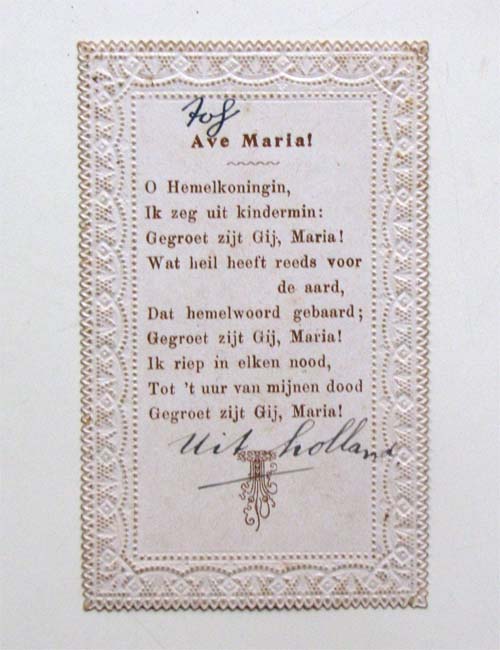 tof
Ave Maria!
O Hemelkoningin,
Ik zeg uit kindermin:
Gegroet zijt Gij, Maria!
Wat heil heeft reeds voor
de aard,
Dat hemelwoord gebaard;
Gegroet zijt Gij, Maria!
Ik riep in elken nood,
Tot 't uur van mijnen dood
Gegroet zijt Gij, Maria!
Uit holland